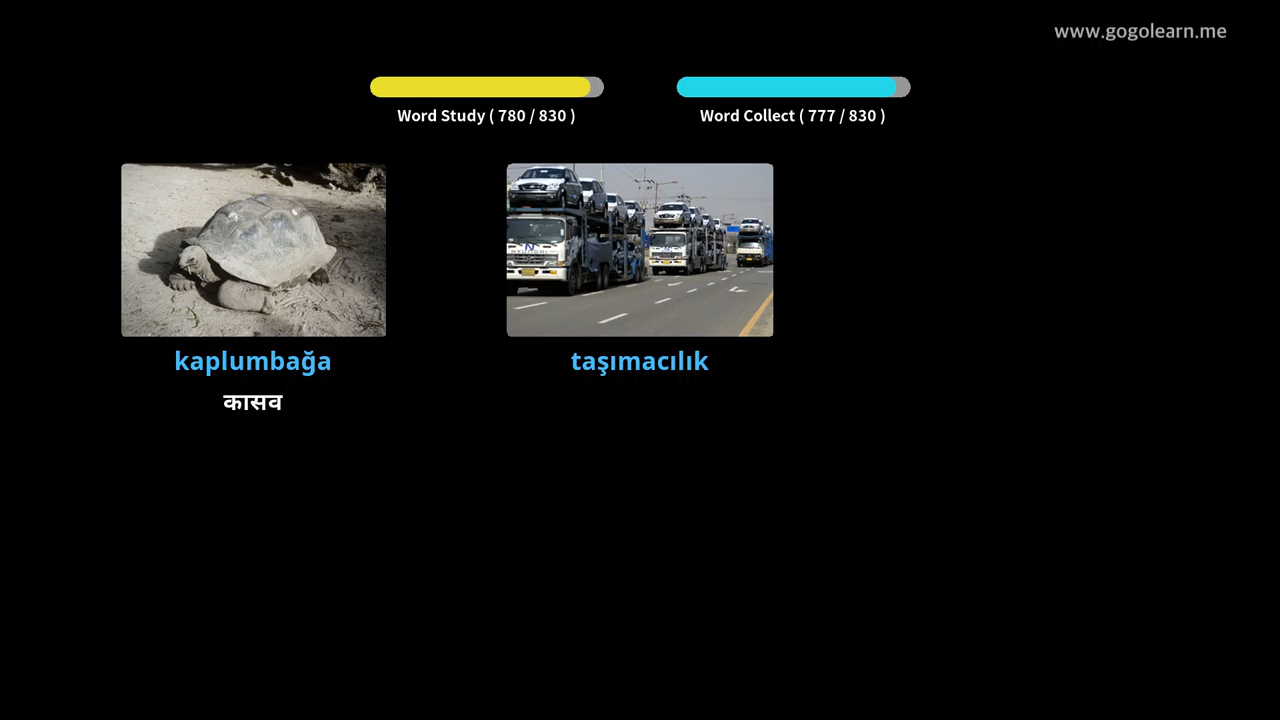 www.gogolearn.me
Word Study ( 780 / 830 )
Word Collect ( 777 / 830 )
kaplumbağa
taşımacılık
कासव